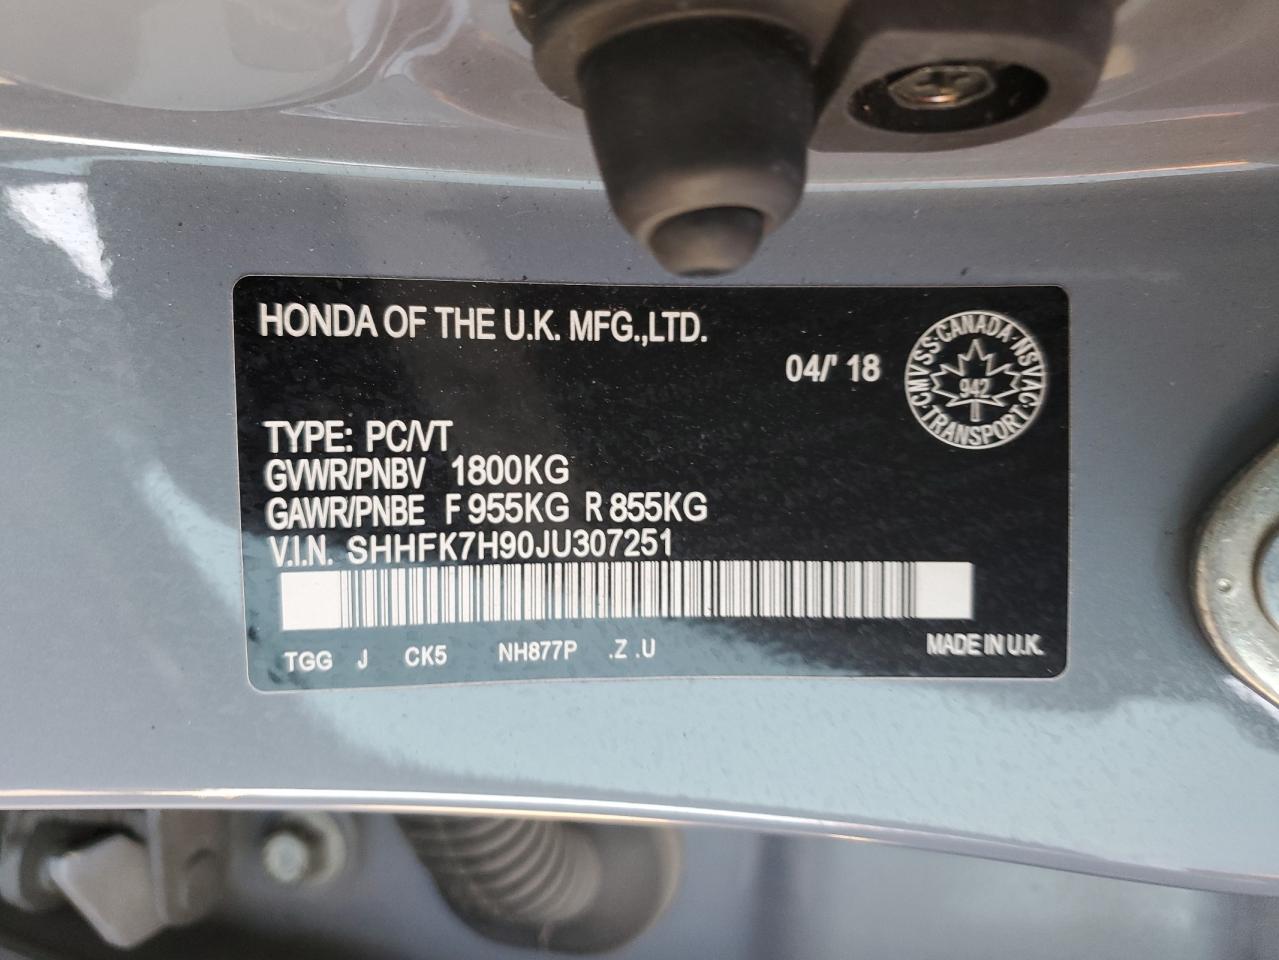 HONDA OF THE U.K. MFG.,LTD.
04/' 18
CMVSS·CANADA·NSVAC·TRANSPORT
942
TYPE: PC/VT
GVWR/PNBV 1800KG
GAWR/PNBE F 955KG R 855KG
V.I.N. SHHFK7H90JU307251
TGG J CK5 NH877P .Z .U
MADE IN U.K.